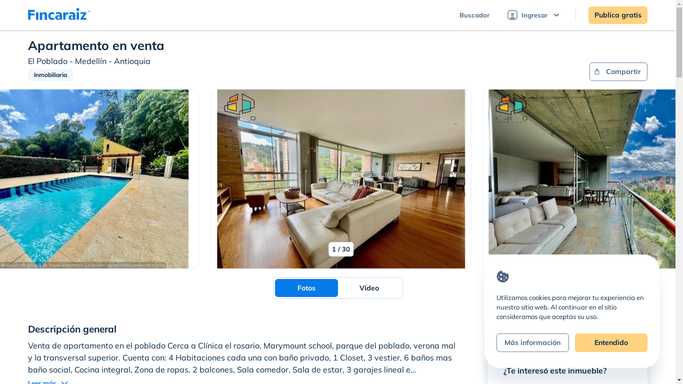 Fincaraiz
Buscador
Ingresar
Publica gratis
Apartamento en venta
El Poblado - Medellín - Antioquia
Inmobiliaria
Compartir
1 / 30
Fotos
Video
Utilizamos cookies para mejorar tu experiencia en
nuestro sitio web. Al continuar en el sitio
consideramos que aceptas su uso.
Más información
Entendido
Descripción general
Venta de apartamento en el poblado Cerca a Clínica el rosario, Marymount school, parque del poblado, verona mal
y la transversal superior. Cuenta con: 4 Habitaciones cada una con baño privado, 1 Closet, 3 vestier, 6 baños mas
baño social, Cocina integral, Zona de ropas, 2 balcones, Sala comedor, Sala de estar, 3 garajes lineal e...
Leer más
¿Te interesó este inmueble?